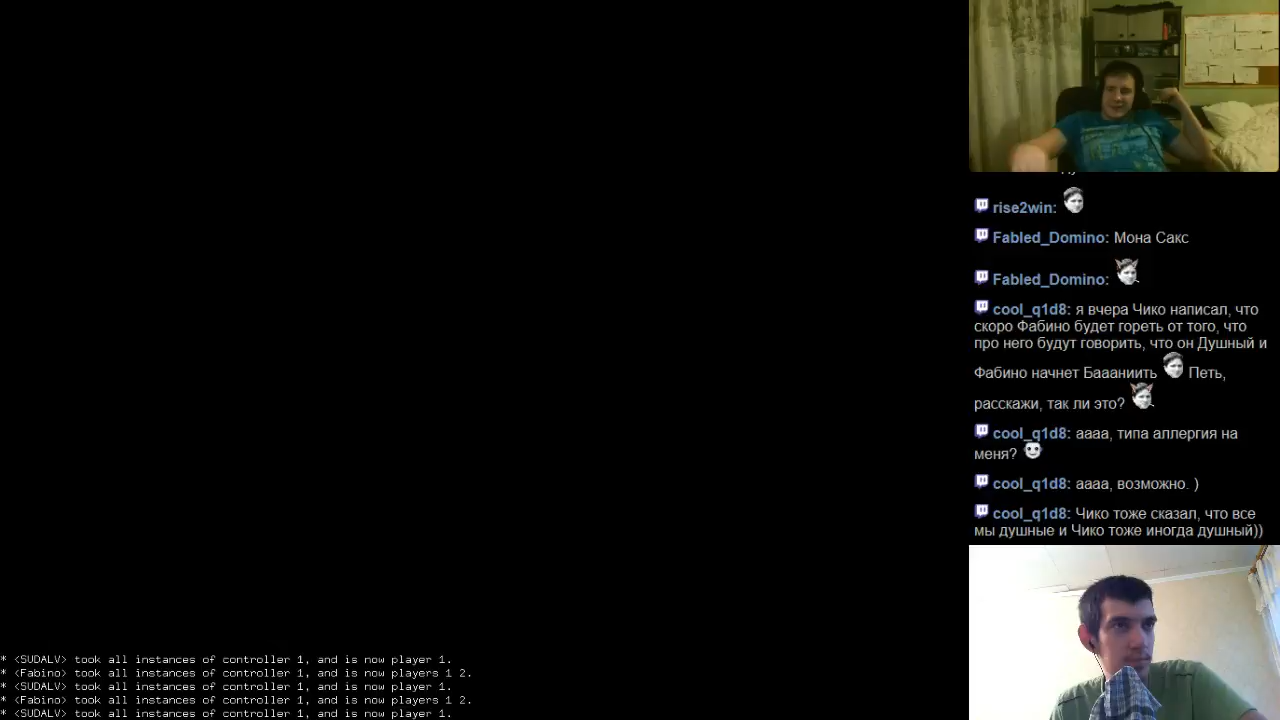 rise2win:
Fabled_Domino: Мона Сакс
Fabled_Domino:
cool_q1d8: я вчера Чико написал, что
скоро Фабино будет гореть от того, что
про него будут говорить, что он Душный и
Фабино начнет Баааниить Петь,
расскажи, так ли это?
cool_q1d8: аааа, типа аллергия на
меня?
cool_q1d8: аааа, возможно. )
cool_q1d8: Чико тоже сказал, что все
мы душные и Чико тоже иногда душный))
* <SUDALV> took all instances of controller 1, and is now player 1.
* <Fabino> took all instances of controller 1, and is now players 1 2.
* <SUDALV> took all instances of controller 1, and is now player 1.
* <Fabino> took all instances of controller 1, and is now players 1 2.
* <SUDALV> took all instances of controller 1, and is now player 1.